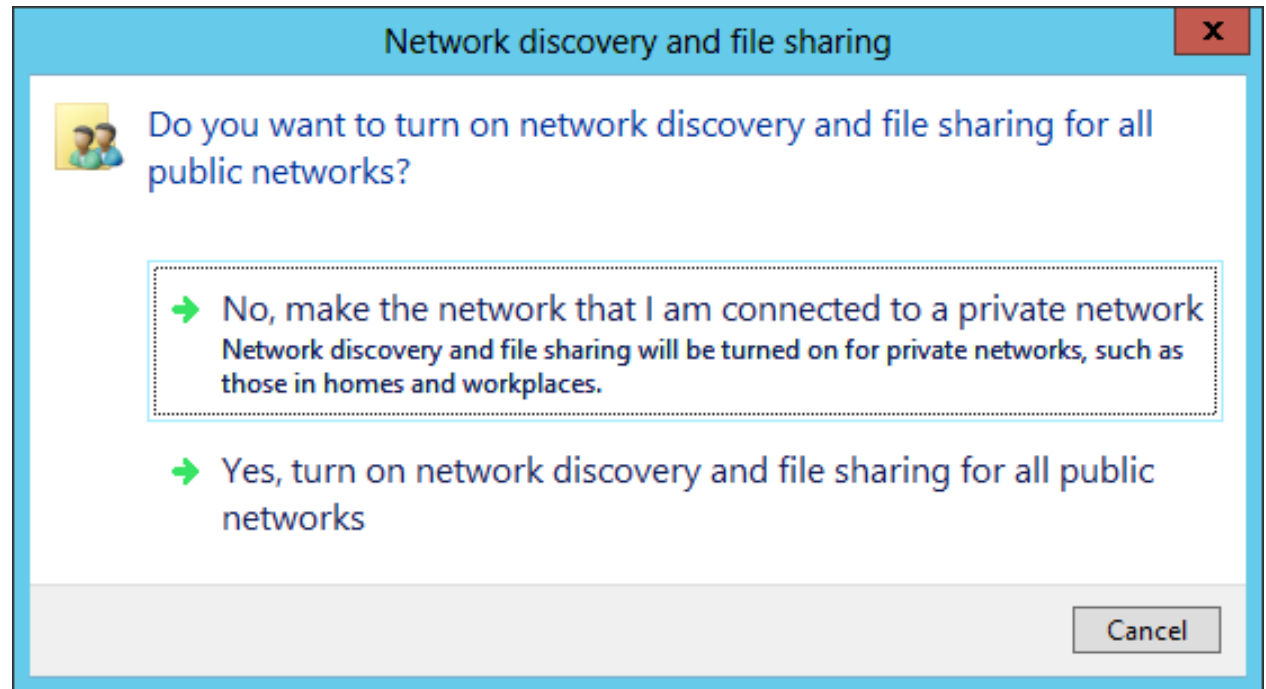 Network discovery and file sharing
x
Do you want to turn on network discovery and file sharing for all
public networks?
No, make the network that I am connected to a private network
Network discovery and file sharing will be turned on for private networks, such as
those in homes and workplaces.
Yes, turn on network discovery and file sharing for all public
networks
Cancel